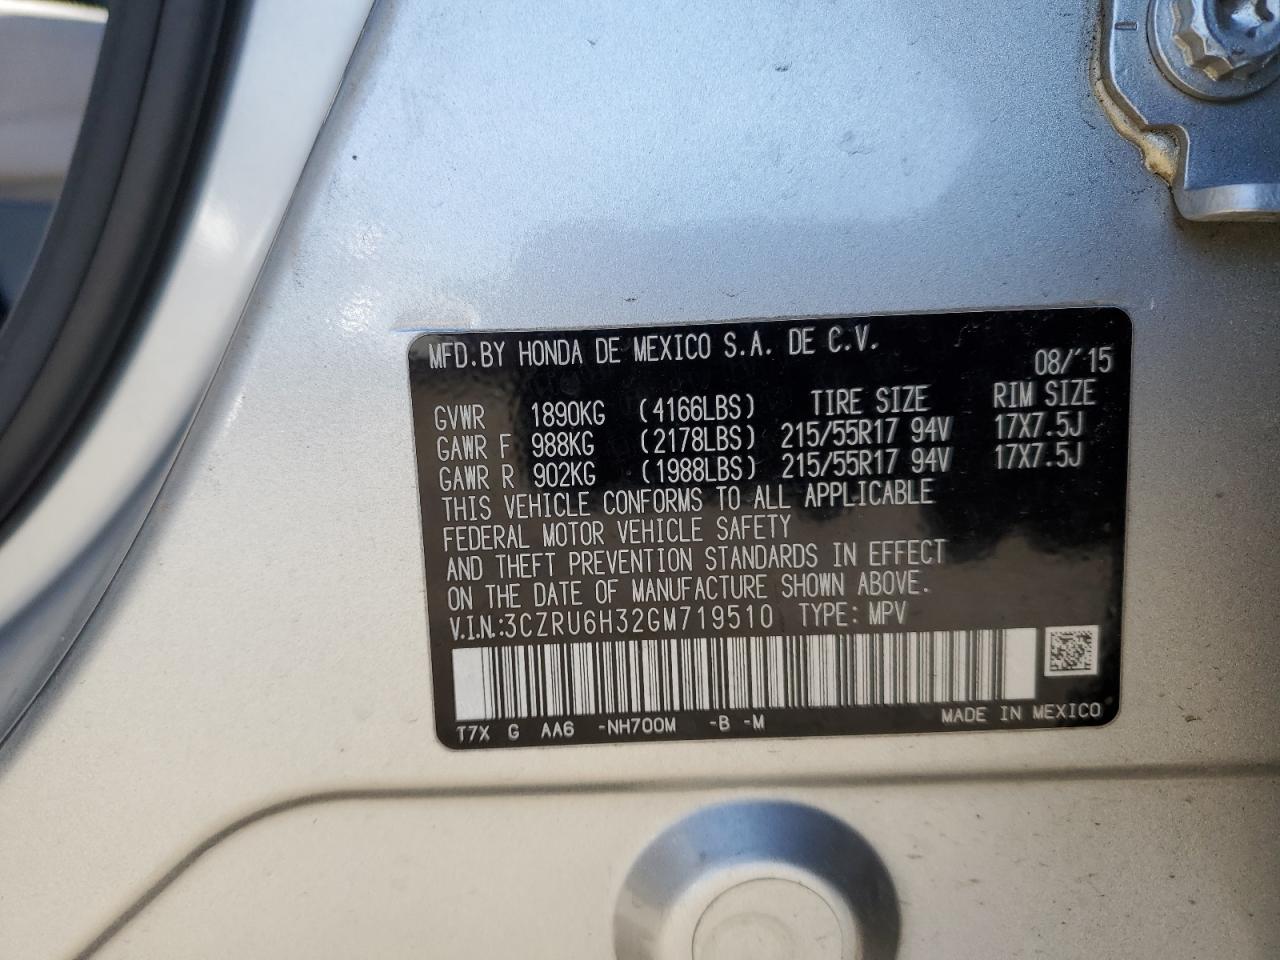 MFD.BY HONDA DE MEXICO S.A. DE C.V.
08/'15
GVWR 1890KG (4166LBS) TIRE SIZE RIM SIZE
GAWR F 988KG (2178LBS) 215/55R17 94V 17X7.5J
GAWR R 902KG (1988LBS) 215/55R17 94V 17X7.5J
THIS VEHICLE CONFORMS TO ALL APPLICABLE
FEDERAL MOTOR VEHICLE SAFETY
AND THEFT PREVENTION STANDARDS IN EFFECT
ON THE DATE OF MANUFACTURE SHOWN ABOVE.
V.I.N.:3CZRU6H32GM719510 TYPE: MPV
T7X G AA6 -NH700M -B -M MADE IN MEXICO